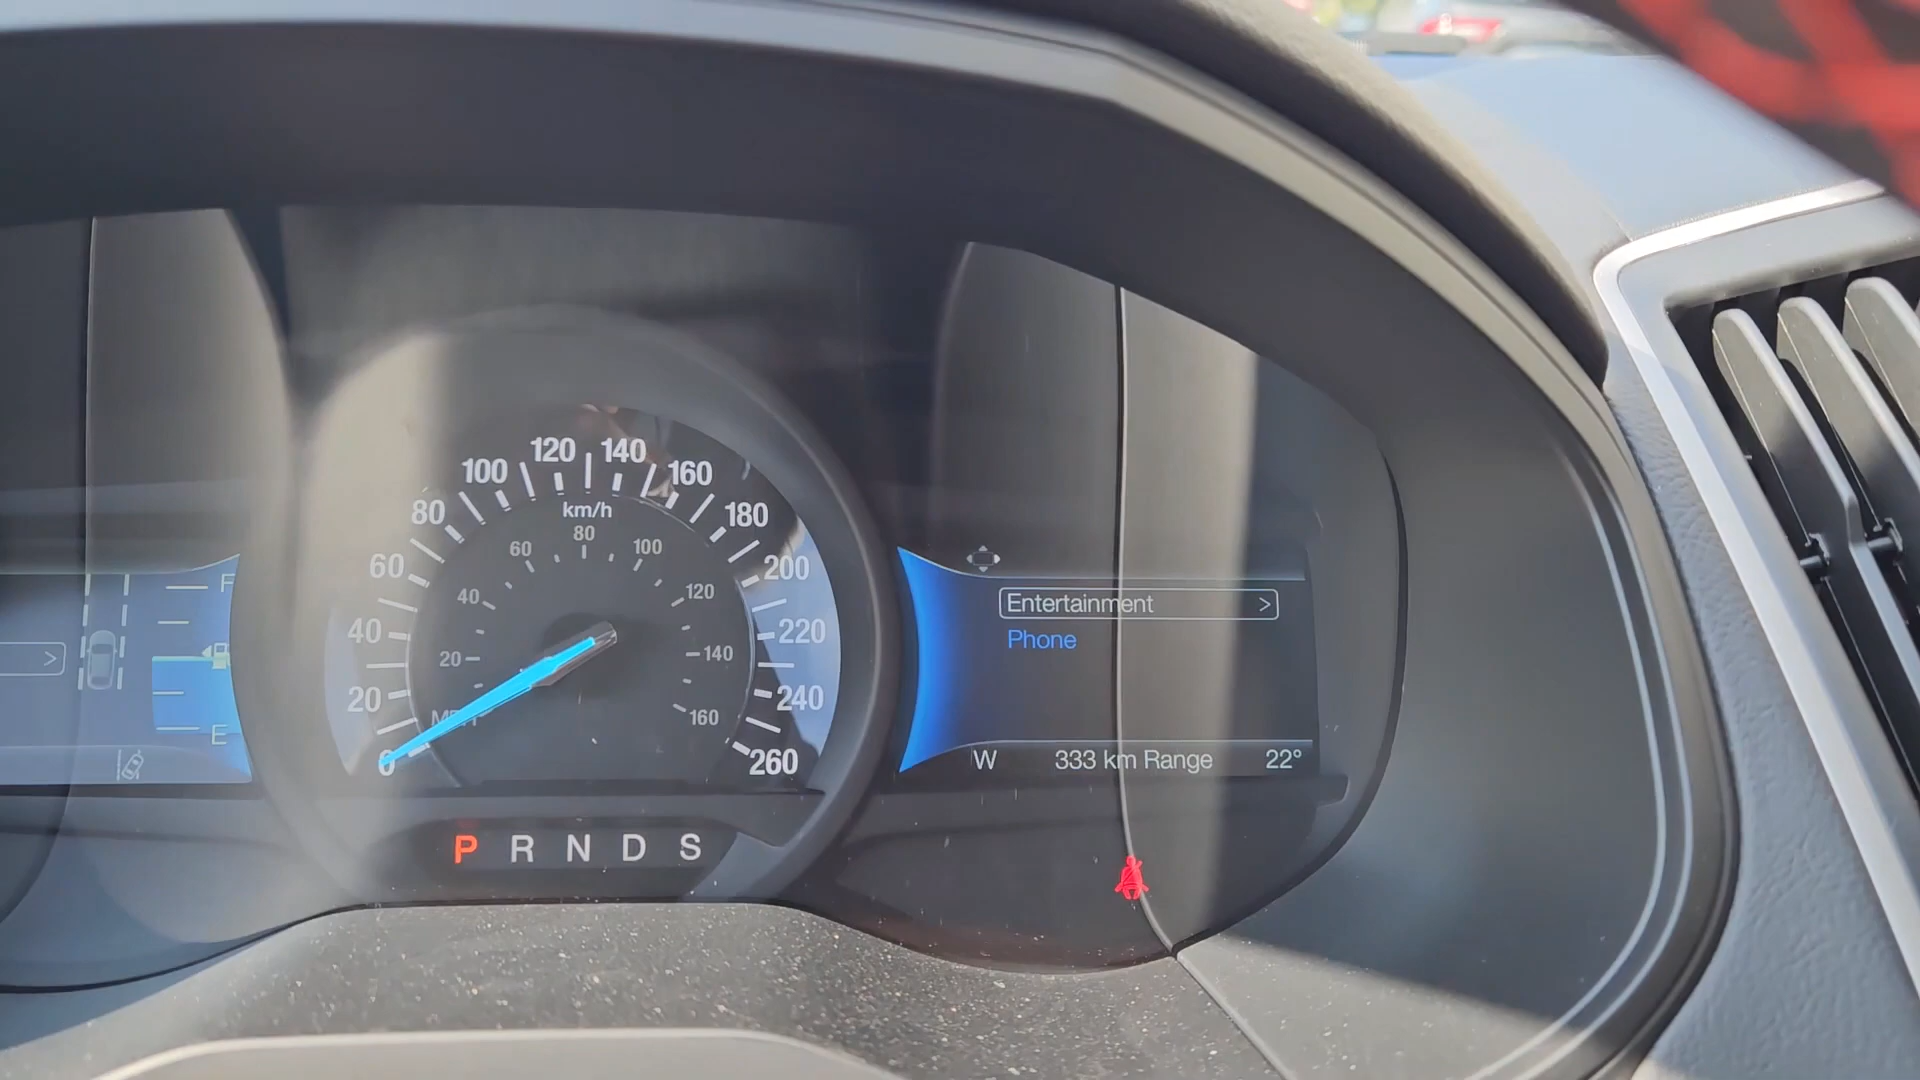 120 140
100 160
80 km/h 180
80
60 100
60 200
40 120
40 220
20 140
20 240
MPH 160
0 260
P R N D S
F
>
E
Entertainment >
Phone
W 333 km Range 22°